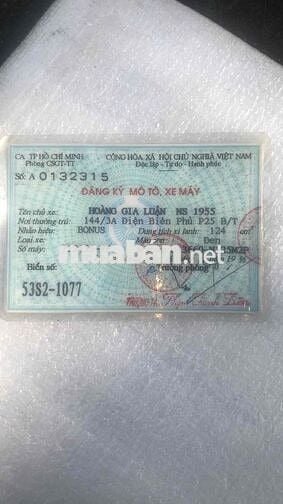 CA TP HỒ CHÍ MINH CỘNG HÒA XÃ HỘI CHỦ NGHĨA VIỆT NAM
Phòng CSGT-TT Độc lập - Tự do - Hạnh phúc
Số: A 0132315
ĐĂNG KÝ MÔ TÔ, XE MÁY
Tên chủ xe: HOÀNG GIA LUẬN NS 1955
Nơi thường trú: 144/3A Điện Biên Phủ P25 B/T
Nhãn hiệu: BONUS Dung tích xi lanh: 124 cm
Loại xe: Màu sơn: Đen
Số máy:
muaban.net
Biển số: Trưởng phòng
53S2-1077